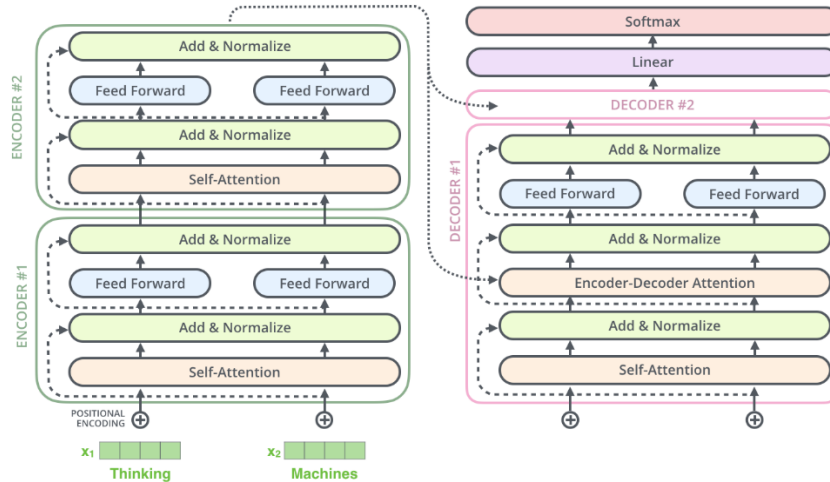 ENCODER #2
Add & Normalize
Feed Forward
Feed Forward
Add & Normalize
Self-Attention
ENCODER #1
Add & Normalize
Feed Forward
Feed Forward
Add & Normalize
Self-Attention
POSITIONAL
ENCODING
x1
x2
Thinking
Machines
Softmax
Linear
DECODER #2
DECODER #1
Add & Normalize
Feed Forward
Feed Forward
Add & Normalize
Encoder-Decoder Attention
Add & Normalize
Self-Attention